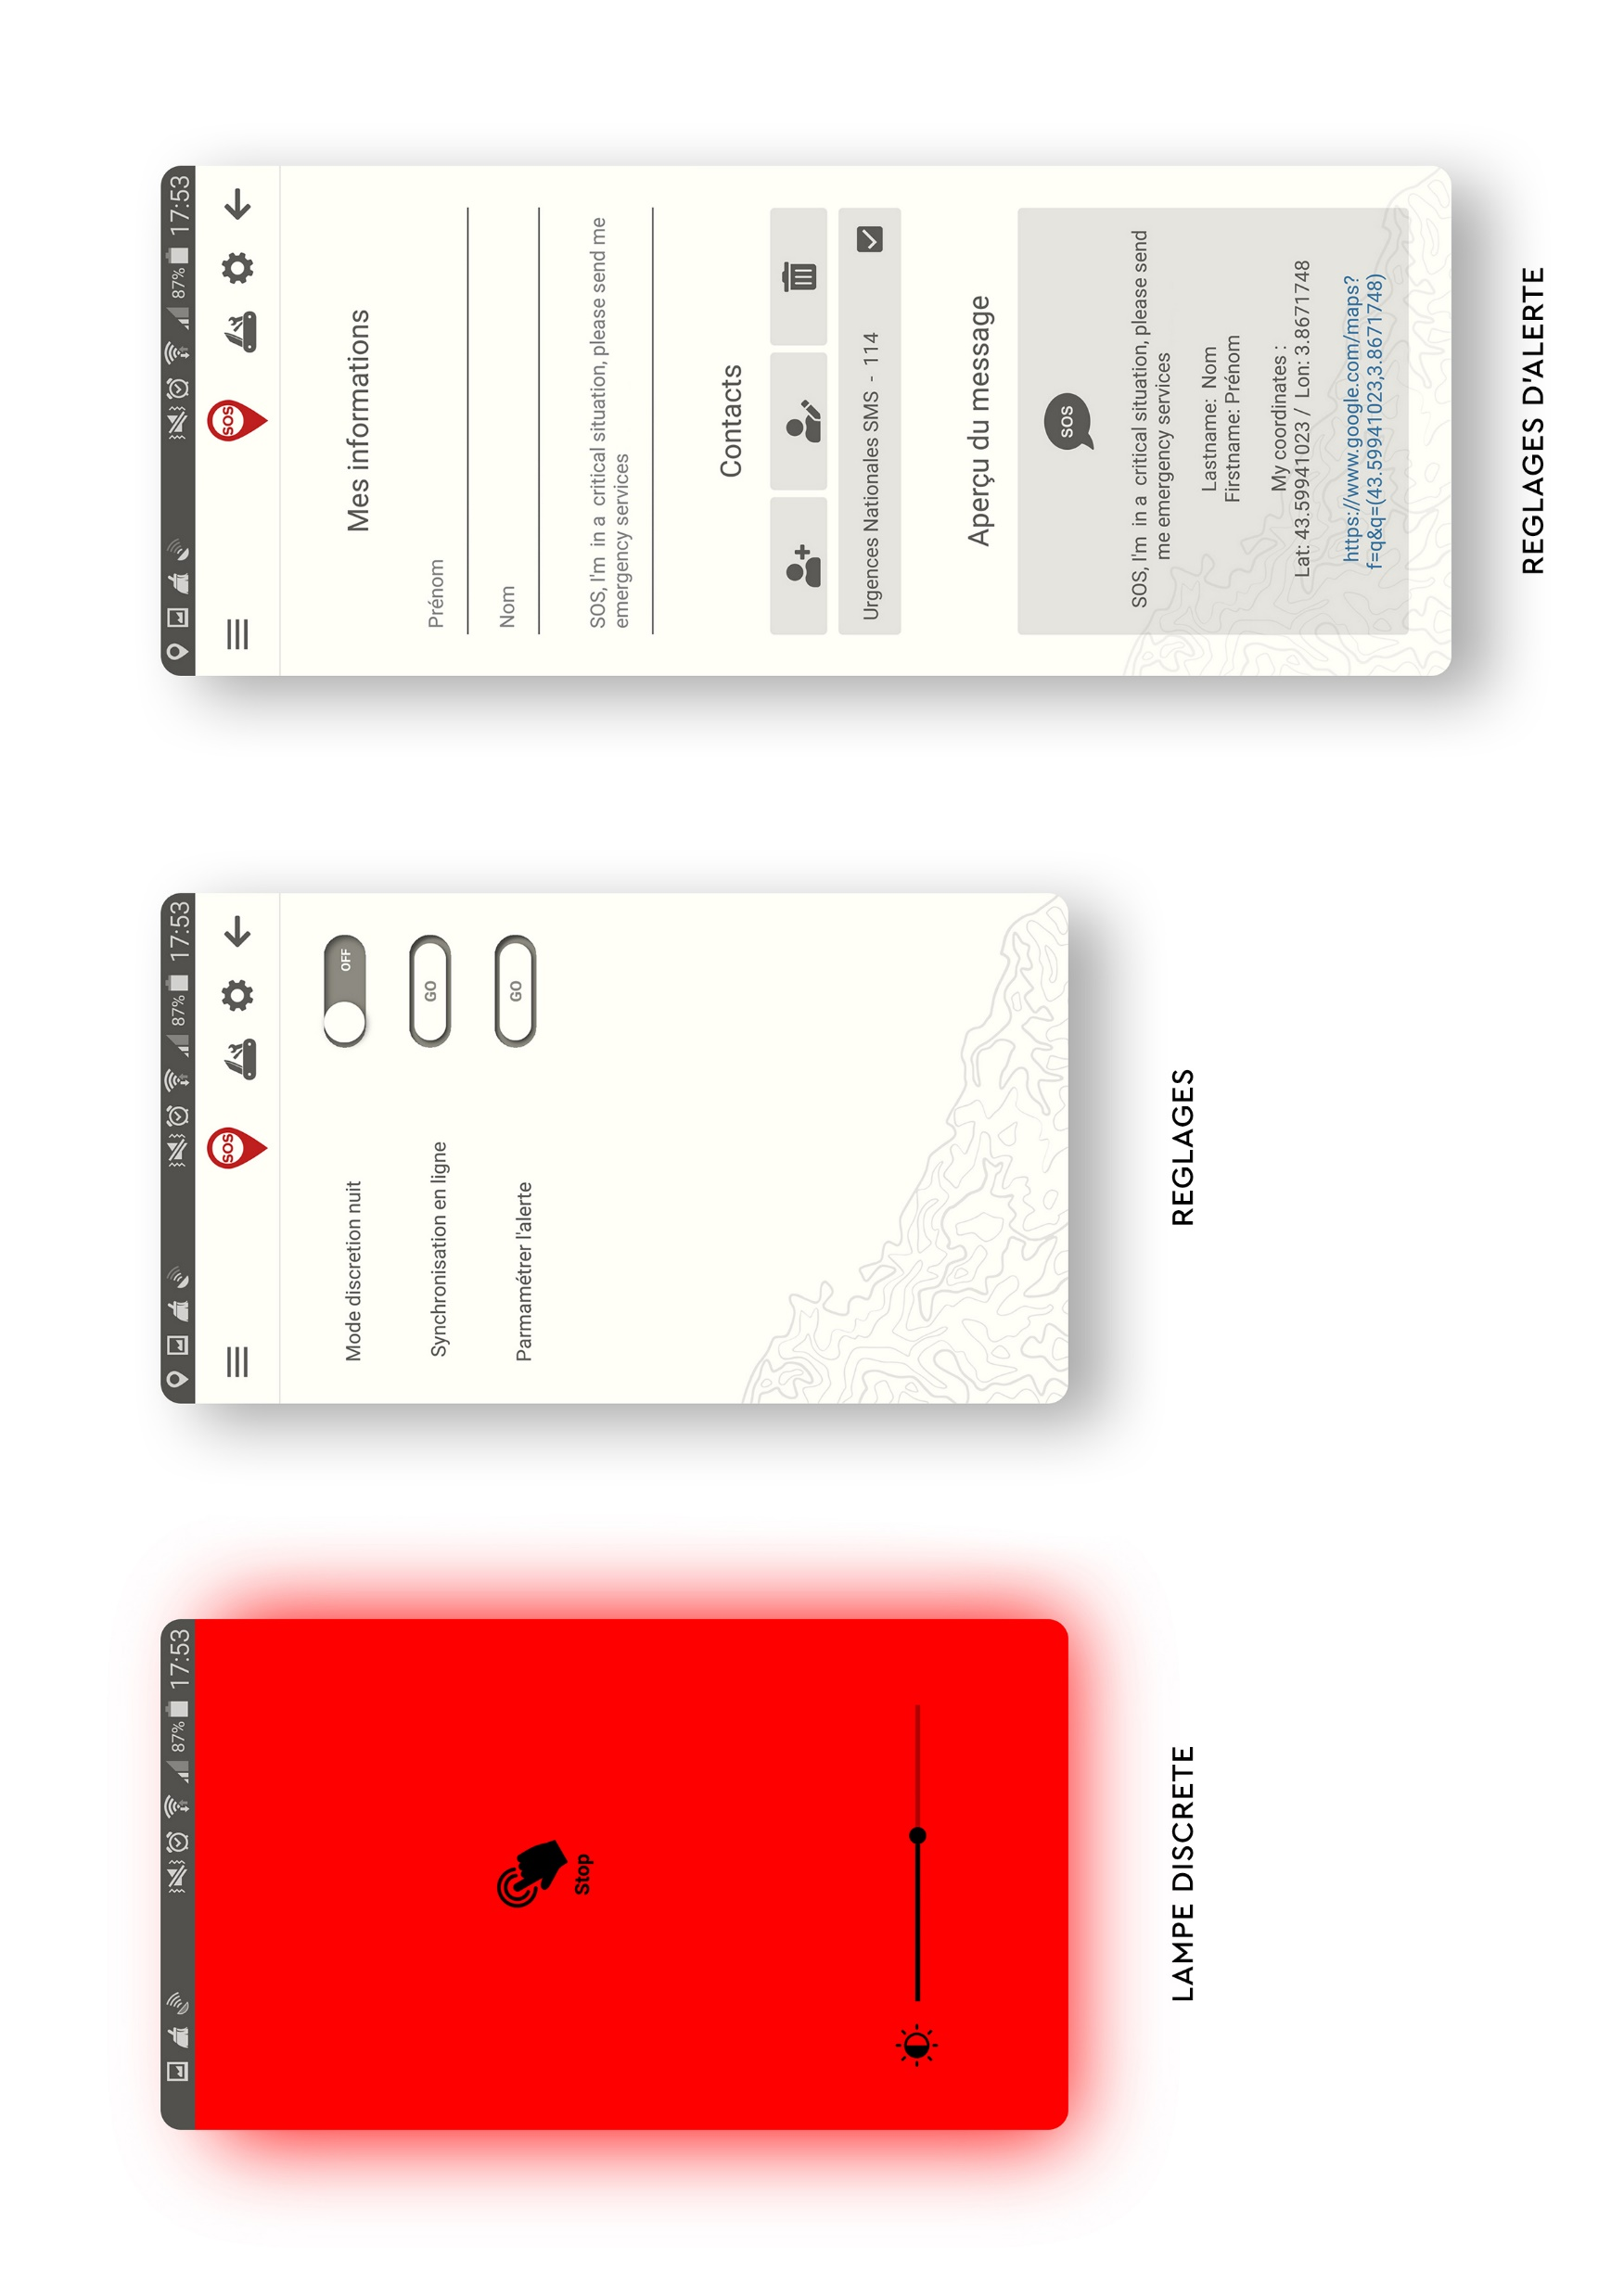 17:53
87%
Stop
LAMPE DISCRETE
17:53
87%
SOS
Mode discretion nuit
OFF
Synchronisation en ligne
GO
Parmamétrer l'alerte
GO
REGLAGES
17:53
87%
SOS
Mes informations
Prénom
Nom
SOS, I'm in a critical situation, please send me
emergency services
Contacts
Urgences Nationales SMS - 114
Aperçu du message
SOS
SOS, I'm in a critical situation, please send
me emergency services
Lastname: Nom
Firstname: Prénom
My coordinates :
Lat: 43.59941023 / Lon: 3.8671748
https://www.google.com/maps?
f=q&q=(43.59941023,3.8671748)
REGLAGES D'ALERTE